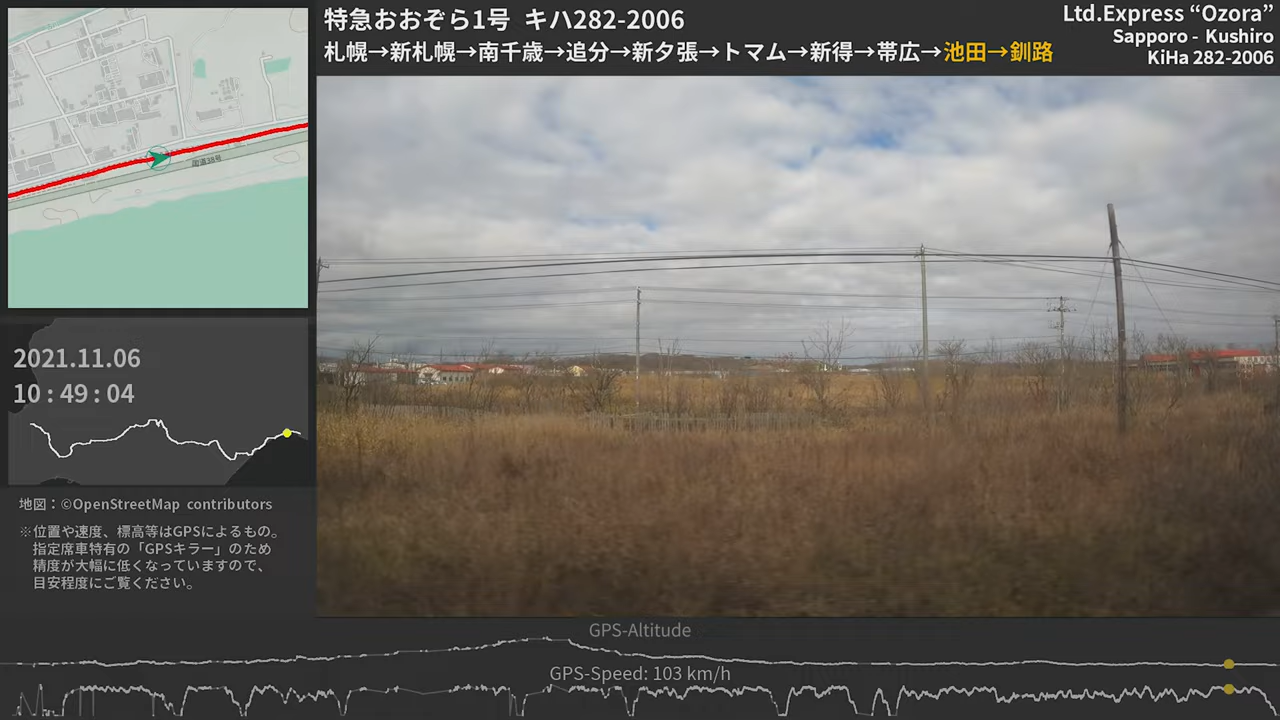 特急おおぞら1号 キハ282-2006
札幌→新札幌→南千歳→追分→新夕張→トマム→新得→帯広→池田→釧路
Ltd.Express “Ozora”
Sapporo - Kushiro
KiHa 282-2006
国道38号
2021.11.06
10:49:04
地図：©OpenStreetMap contributors
※位置や速度、標高等はGPSによるもの。
指定席車特有の「GPSキラー」のため
精度が大幅に低くなっていますので、
目安程度にご覧ください。
GPS-Altitude
GPS-Speed: 103 km/h